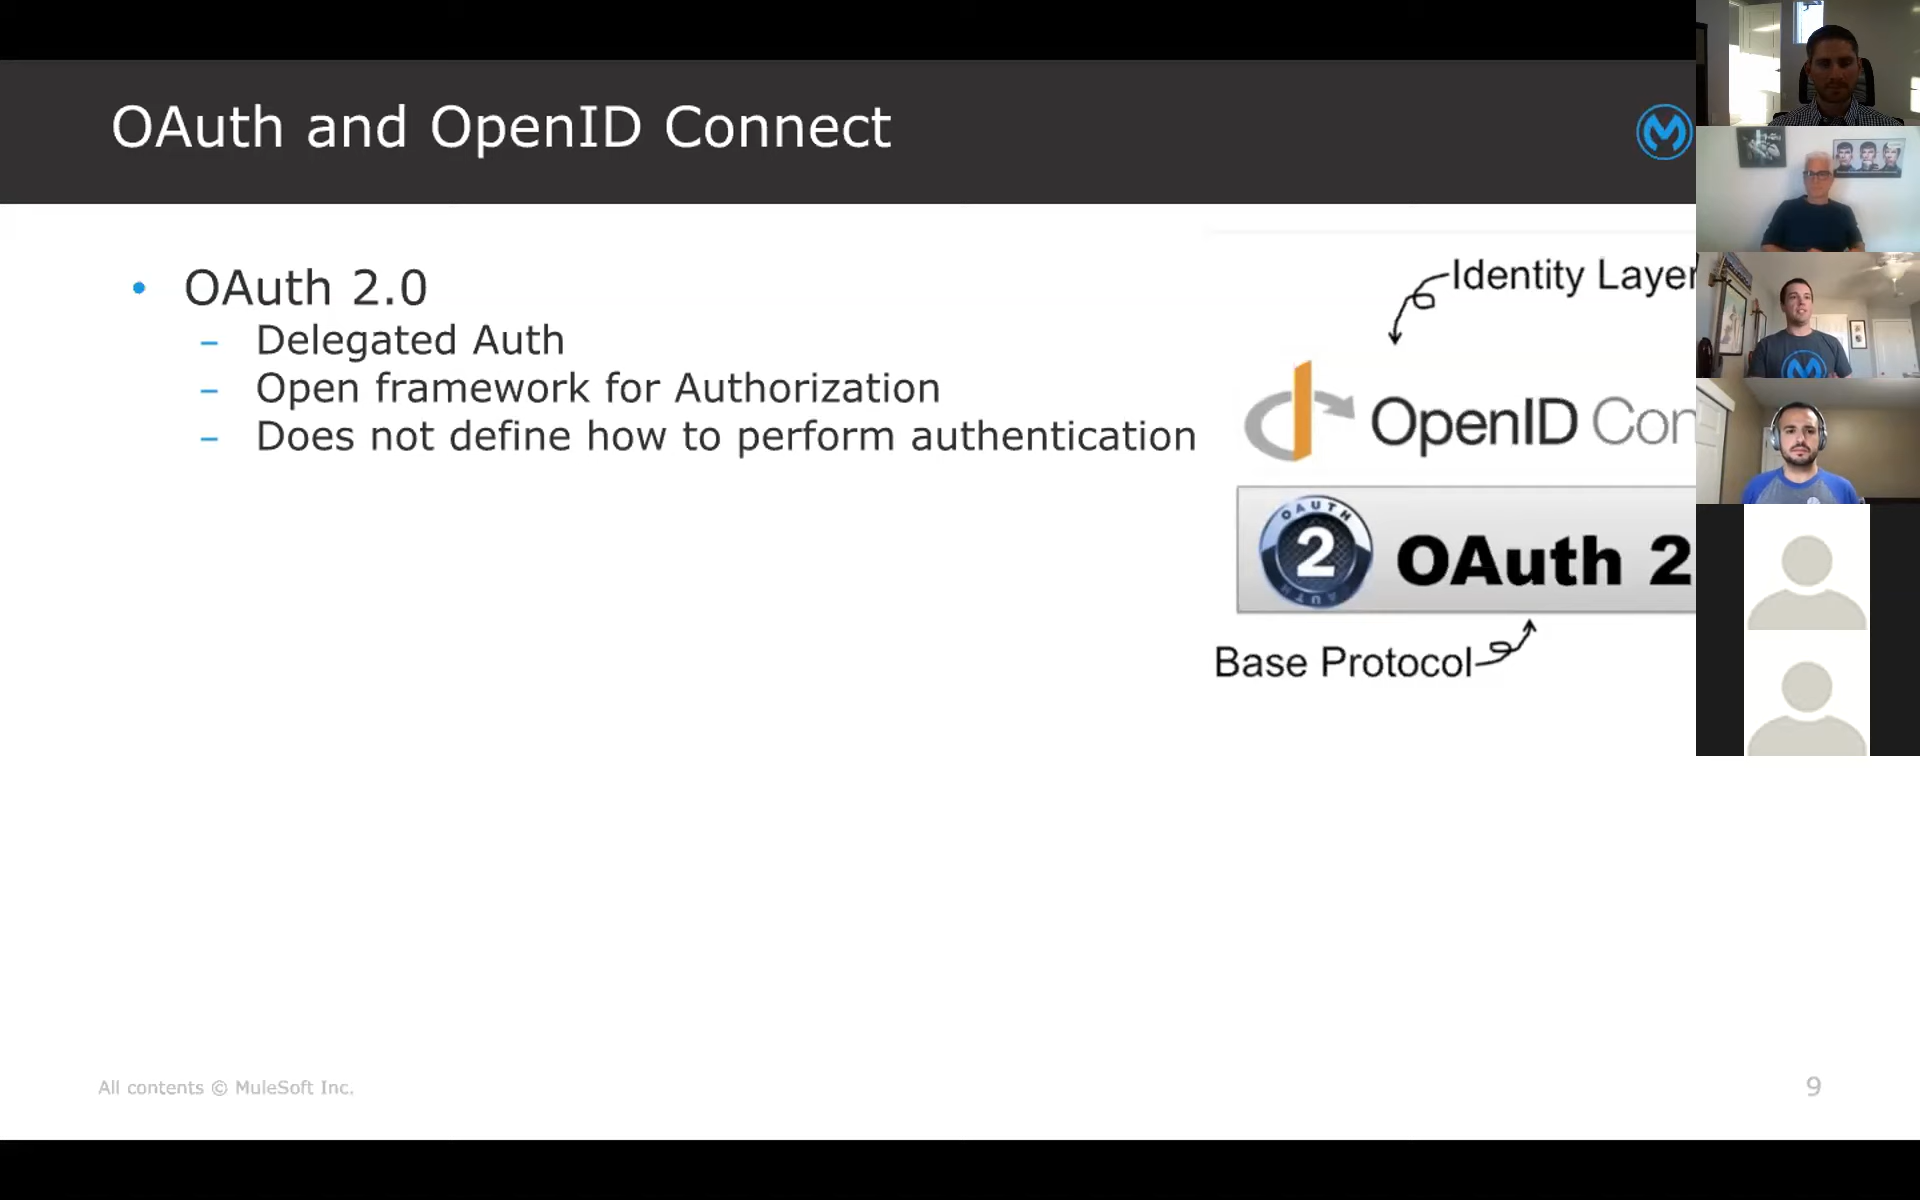 OAuth and OpenID Connect
• OAuth 2.0
– Delegated Auth
– Open framework for Authorization
– Does not define how to perform authentication
Identity Layer
OpenID Con
OAUTH
2
OAuth 2
Base Protocol
All contents © MuleSoft Inc.
9